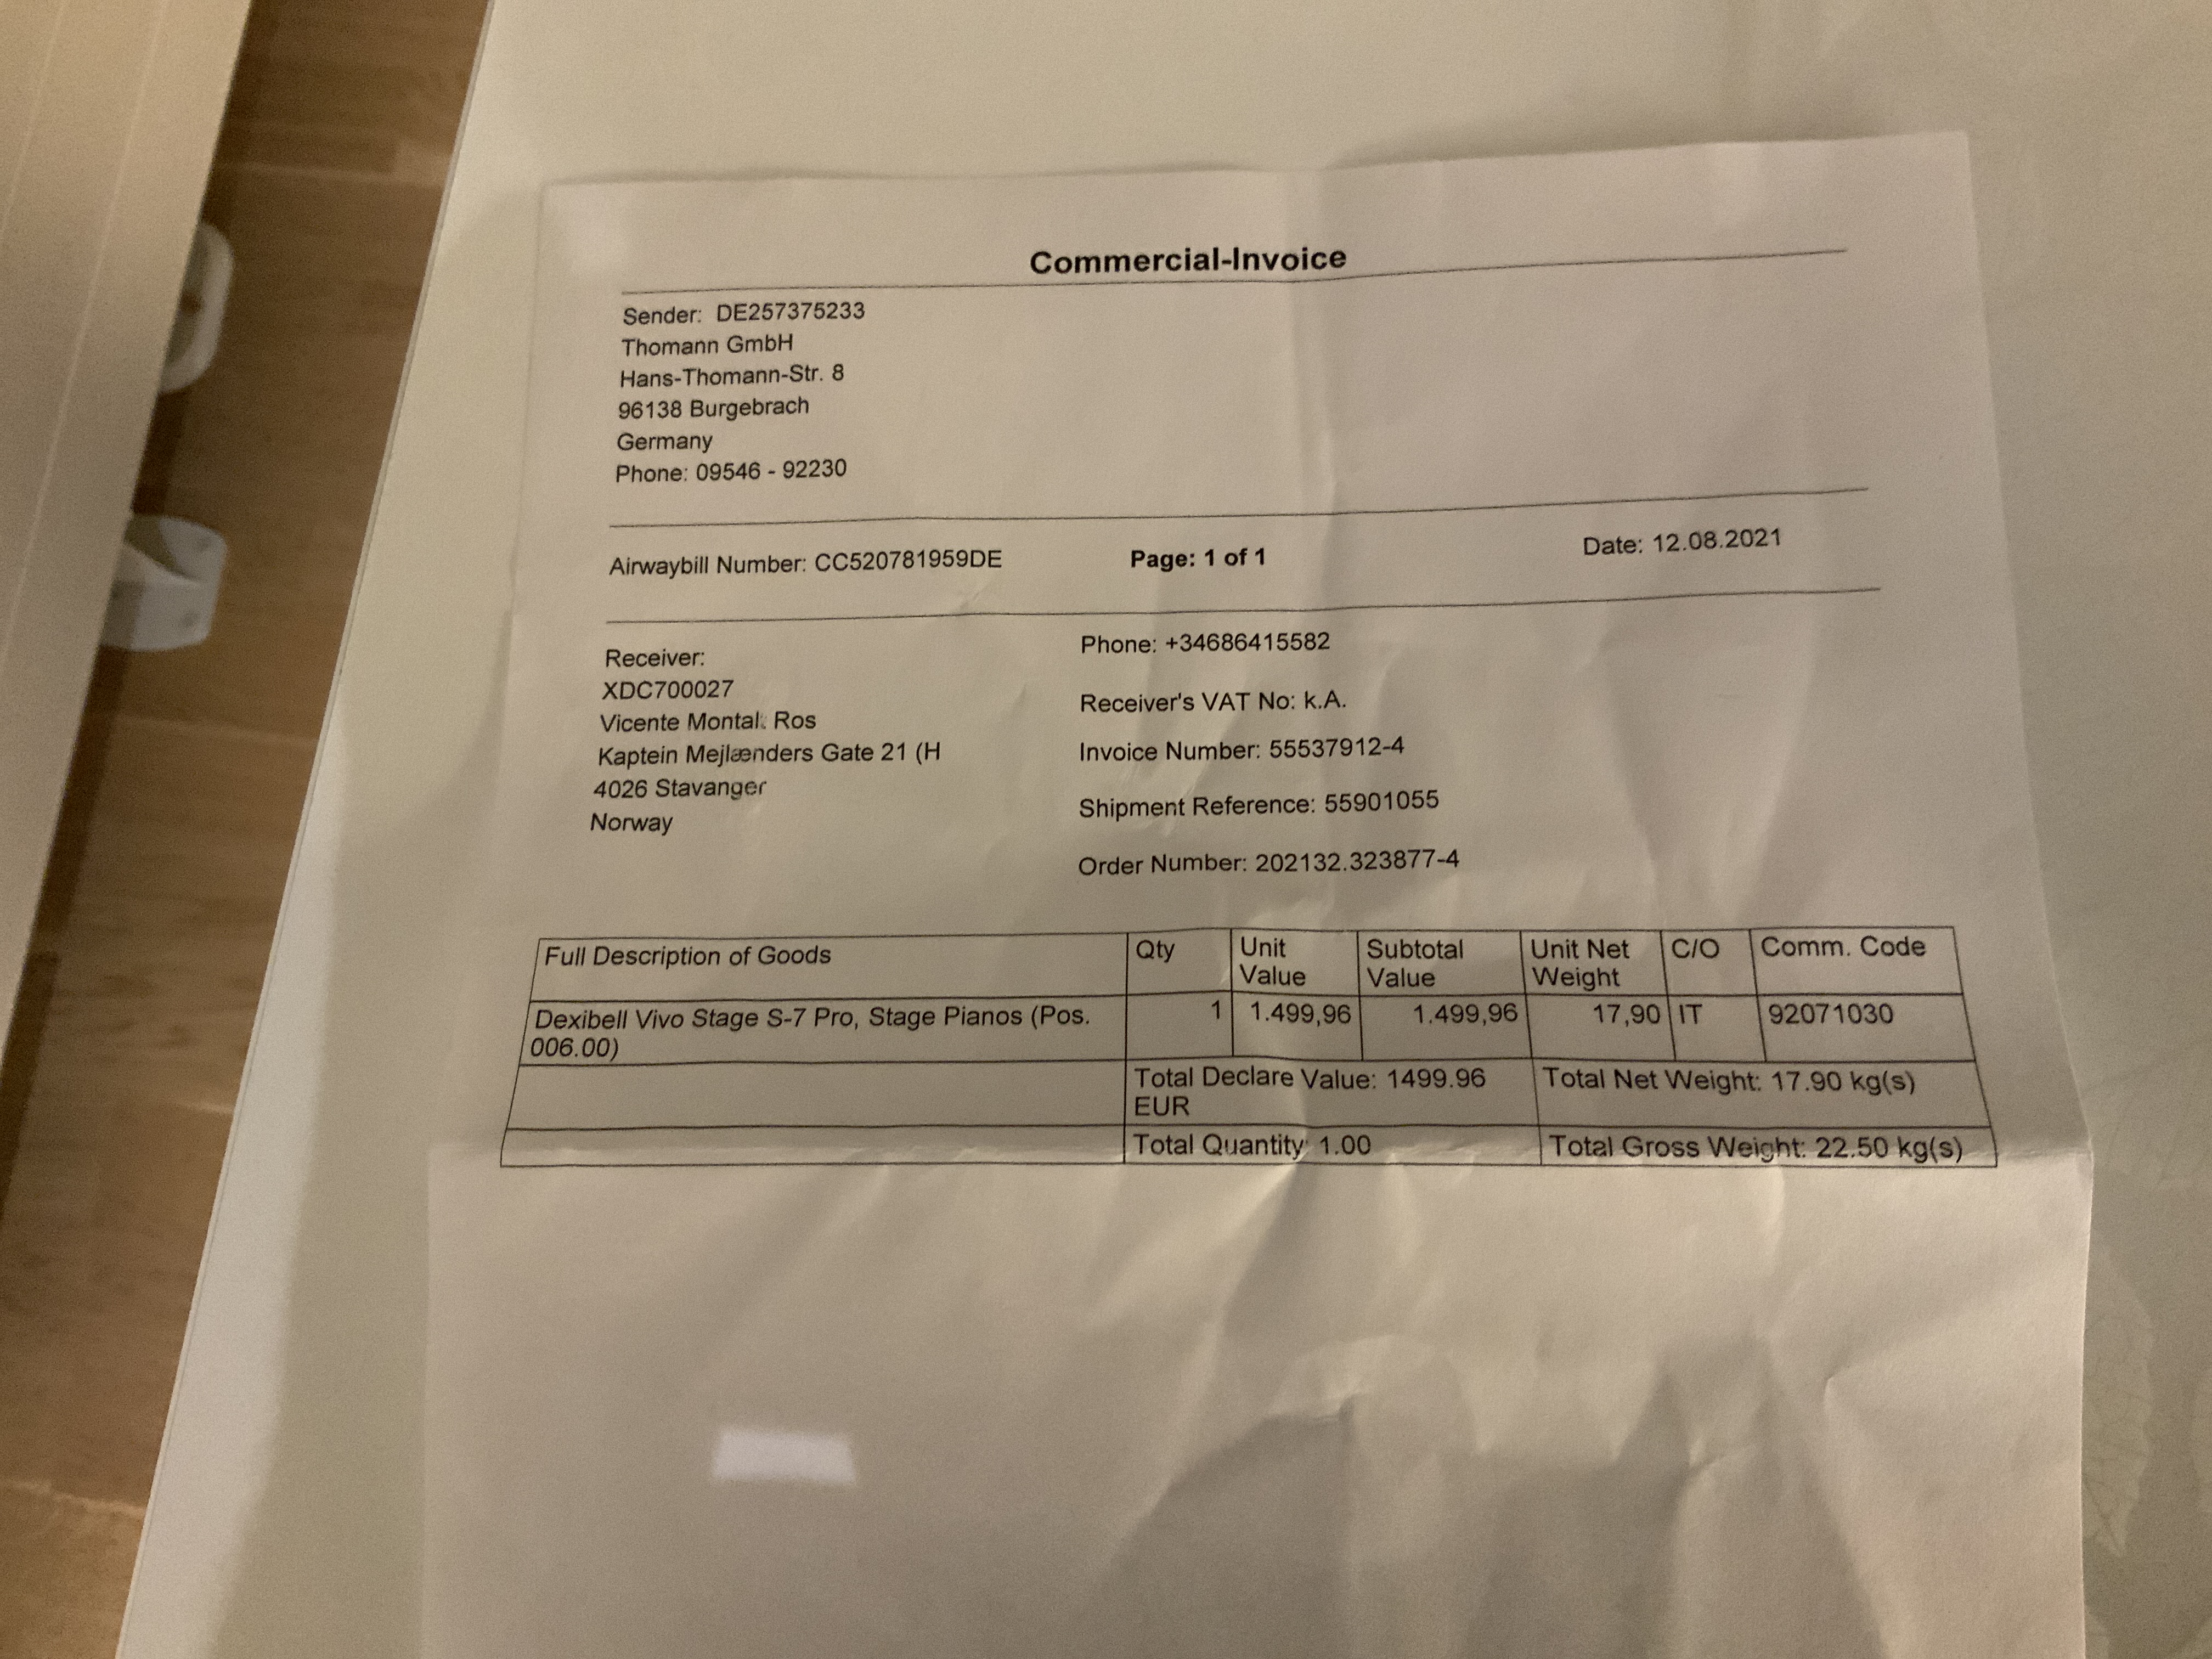 Commercial-Invoice
Sender: DE257375233
Thomann GmbH
Hans-Thomann-Str. 8
96138 Burgebrach
Germany
Phone: 09546 - 92230
Airwaybill Number: CC520781959DE
Page: 1 of 1
Date: 12.08.2021
Receiver:
XDC700027
Vicente Ros
Kaptein Mejlænders Gate 21 (H
4026 Stavanger
Norway
Phone: +34686415582
Receiver's VAT No: k.A.
Invoice Number: 55537912-4
Shipment Reference: 55901055
Order Number: 202132.323877-4
Full Description of Goods Qty Unit Value Subtotal Value Unit Net Weight C/O Comm. Code
Dexibell Vivo Stage S-7 Pro, Stage Pianos (Pos. 1 1.499,96 1.499,96 17,90 IT 92071030
006.00)
Total Declare Value: 1499.96 Total Net Weight: 17.90 kg(s)
EUR
Total Quantity: 1.00 Total Gross Weight: 22.50 kg(s)